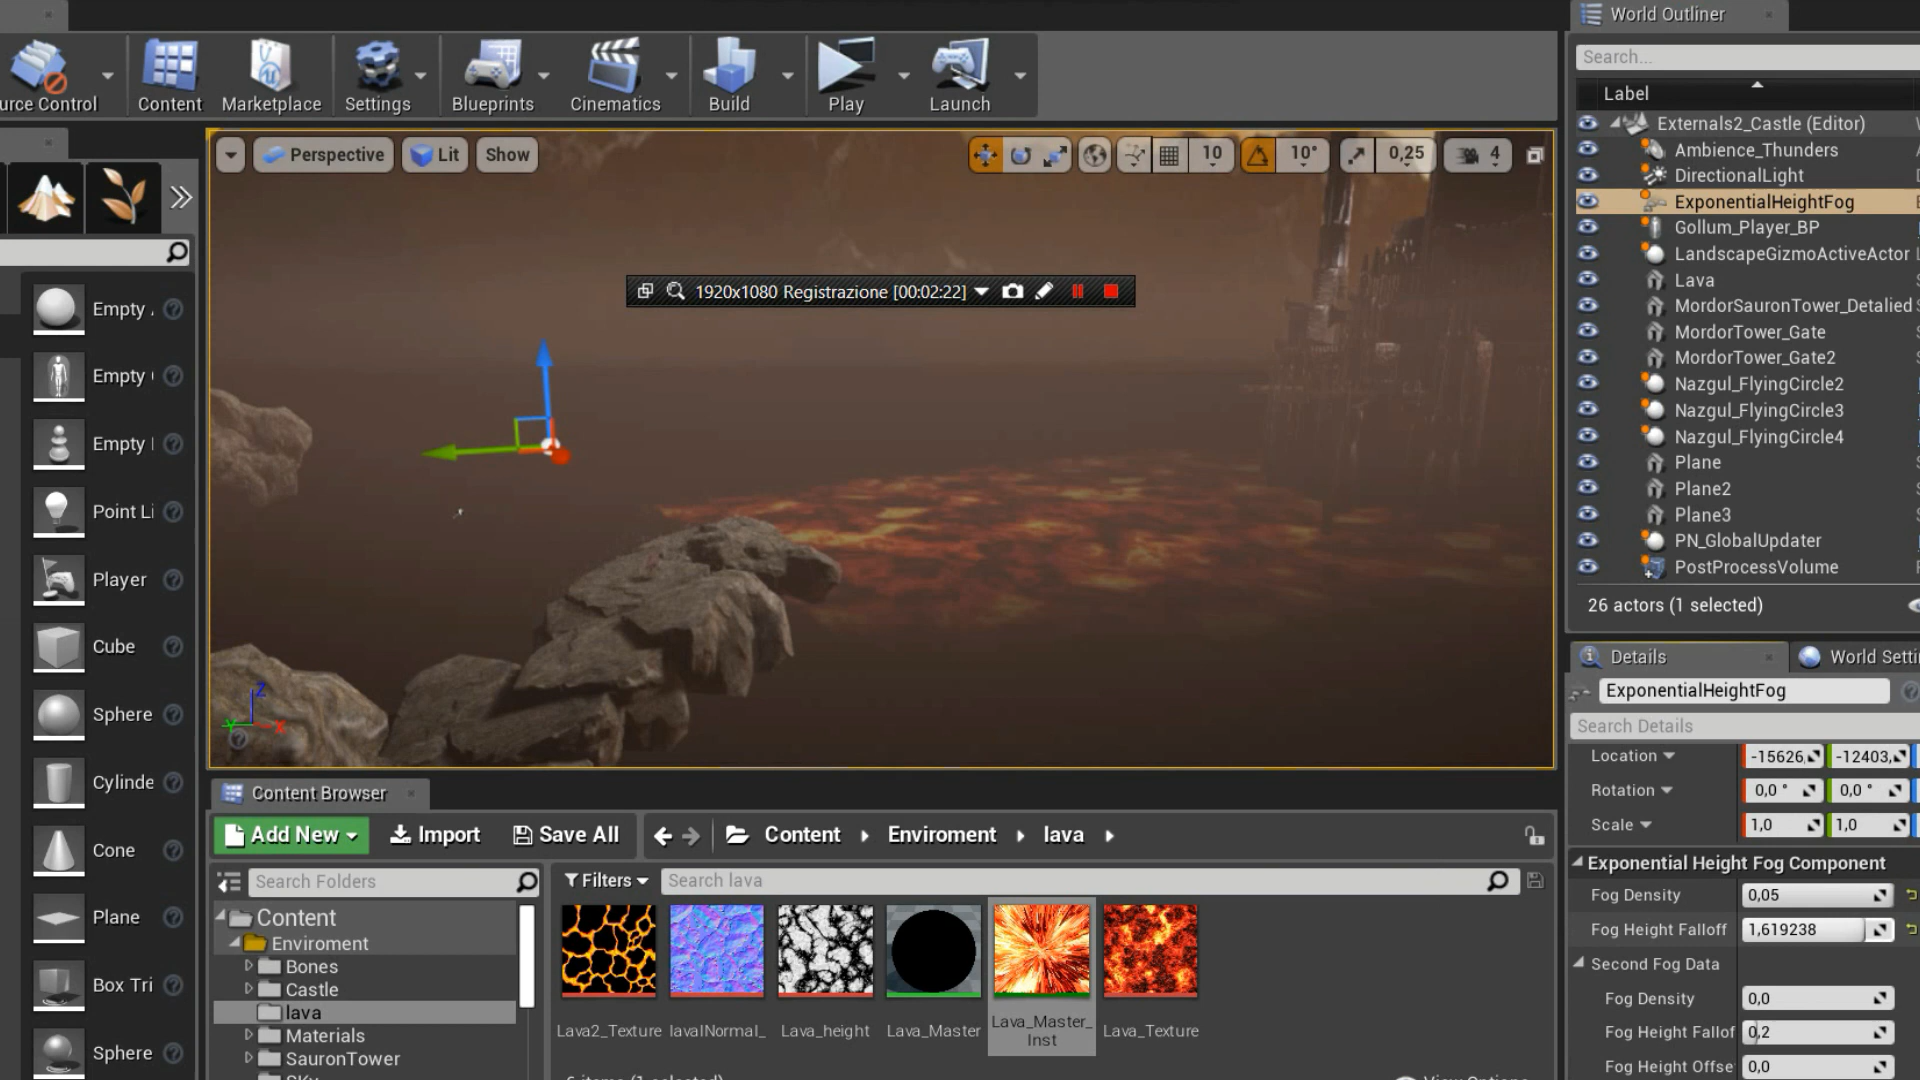 World Outliner
urce Control
Content
Marketplace
Settings
Blueprints
Cinematics
Build
Play
Launch
Search...
Label
Perspective
Lit
Show
10
10°
0,25
4
Externals2_Castle (Editor)
Ambience_Thunders
DirectionalLight
ExponentialHeightFog
Gollum_Player_BP
LandscapeGizmoActiveActor
Lava
MordorSauronTower_Detalied
MordorTower_Gate
MordorTower_Gate2
Nazgul_FlyingCircle2
Nazgul_FlyingCircle3
Nazgul_FlyingCircle4
Plane
Plane2
Plane3
PN_GlobalUpdater
PostProcessVolume
26 actors (1 selected)
1920x1080 Registrazione [00:02:22]
Empty
Empty
Empty
Point Li
Player
Cube
Sphere
Cylinde
Cone
Plane
Box Tri
Sphere
Z
Y
X
Details
World Setti
ExponentialHeightFog
Search Details
Location -15626, -12403,
Rotation 0,0 ° 0,0 °
Scale 1,0 1,0
Exponential Height Fog Component
Fog Density 0,05
Fog Height Falloff 1,619238
Second Fog Data
Fog Density 0,0
Fog Height Fallof 0,2
Fog Height Offse 0,0
Content Browser
Add New
Import
Save All
Content
Enviroment
lava
Search Folders
Filters
Search lava
Content
Enviroment
Bones
Castle
lava
Materials
SauronTower
Lava2_Texture
lavalNormal_
Lava_height
Lava_Master
Lava_Master_
Inst
Lava_Texture